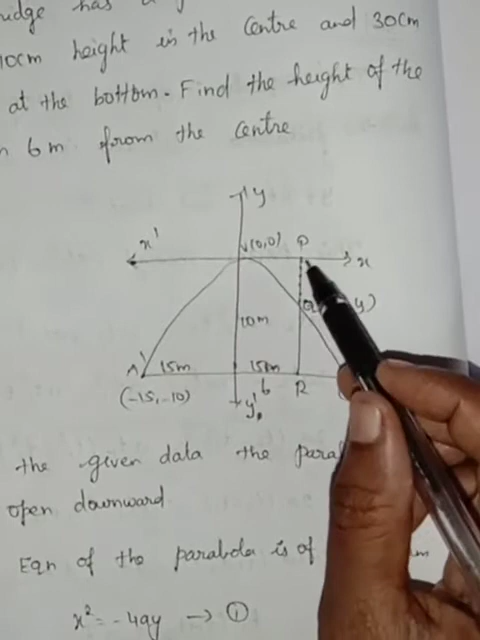 has a
10cm height in the centre and 30cm
at the bottom. Find the height of the
6m from the centre
y
x' (0,0) P x
10m Q y)
A' 15m 15m
(-15, -10) y' 6 R
the given data the
open downward.
Eqn of the parabola is of
x² = -4ay → ①